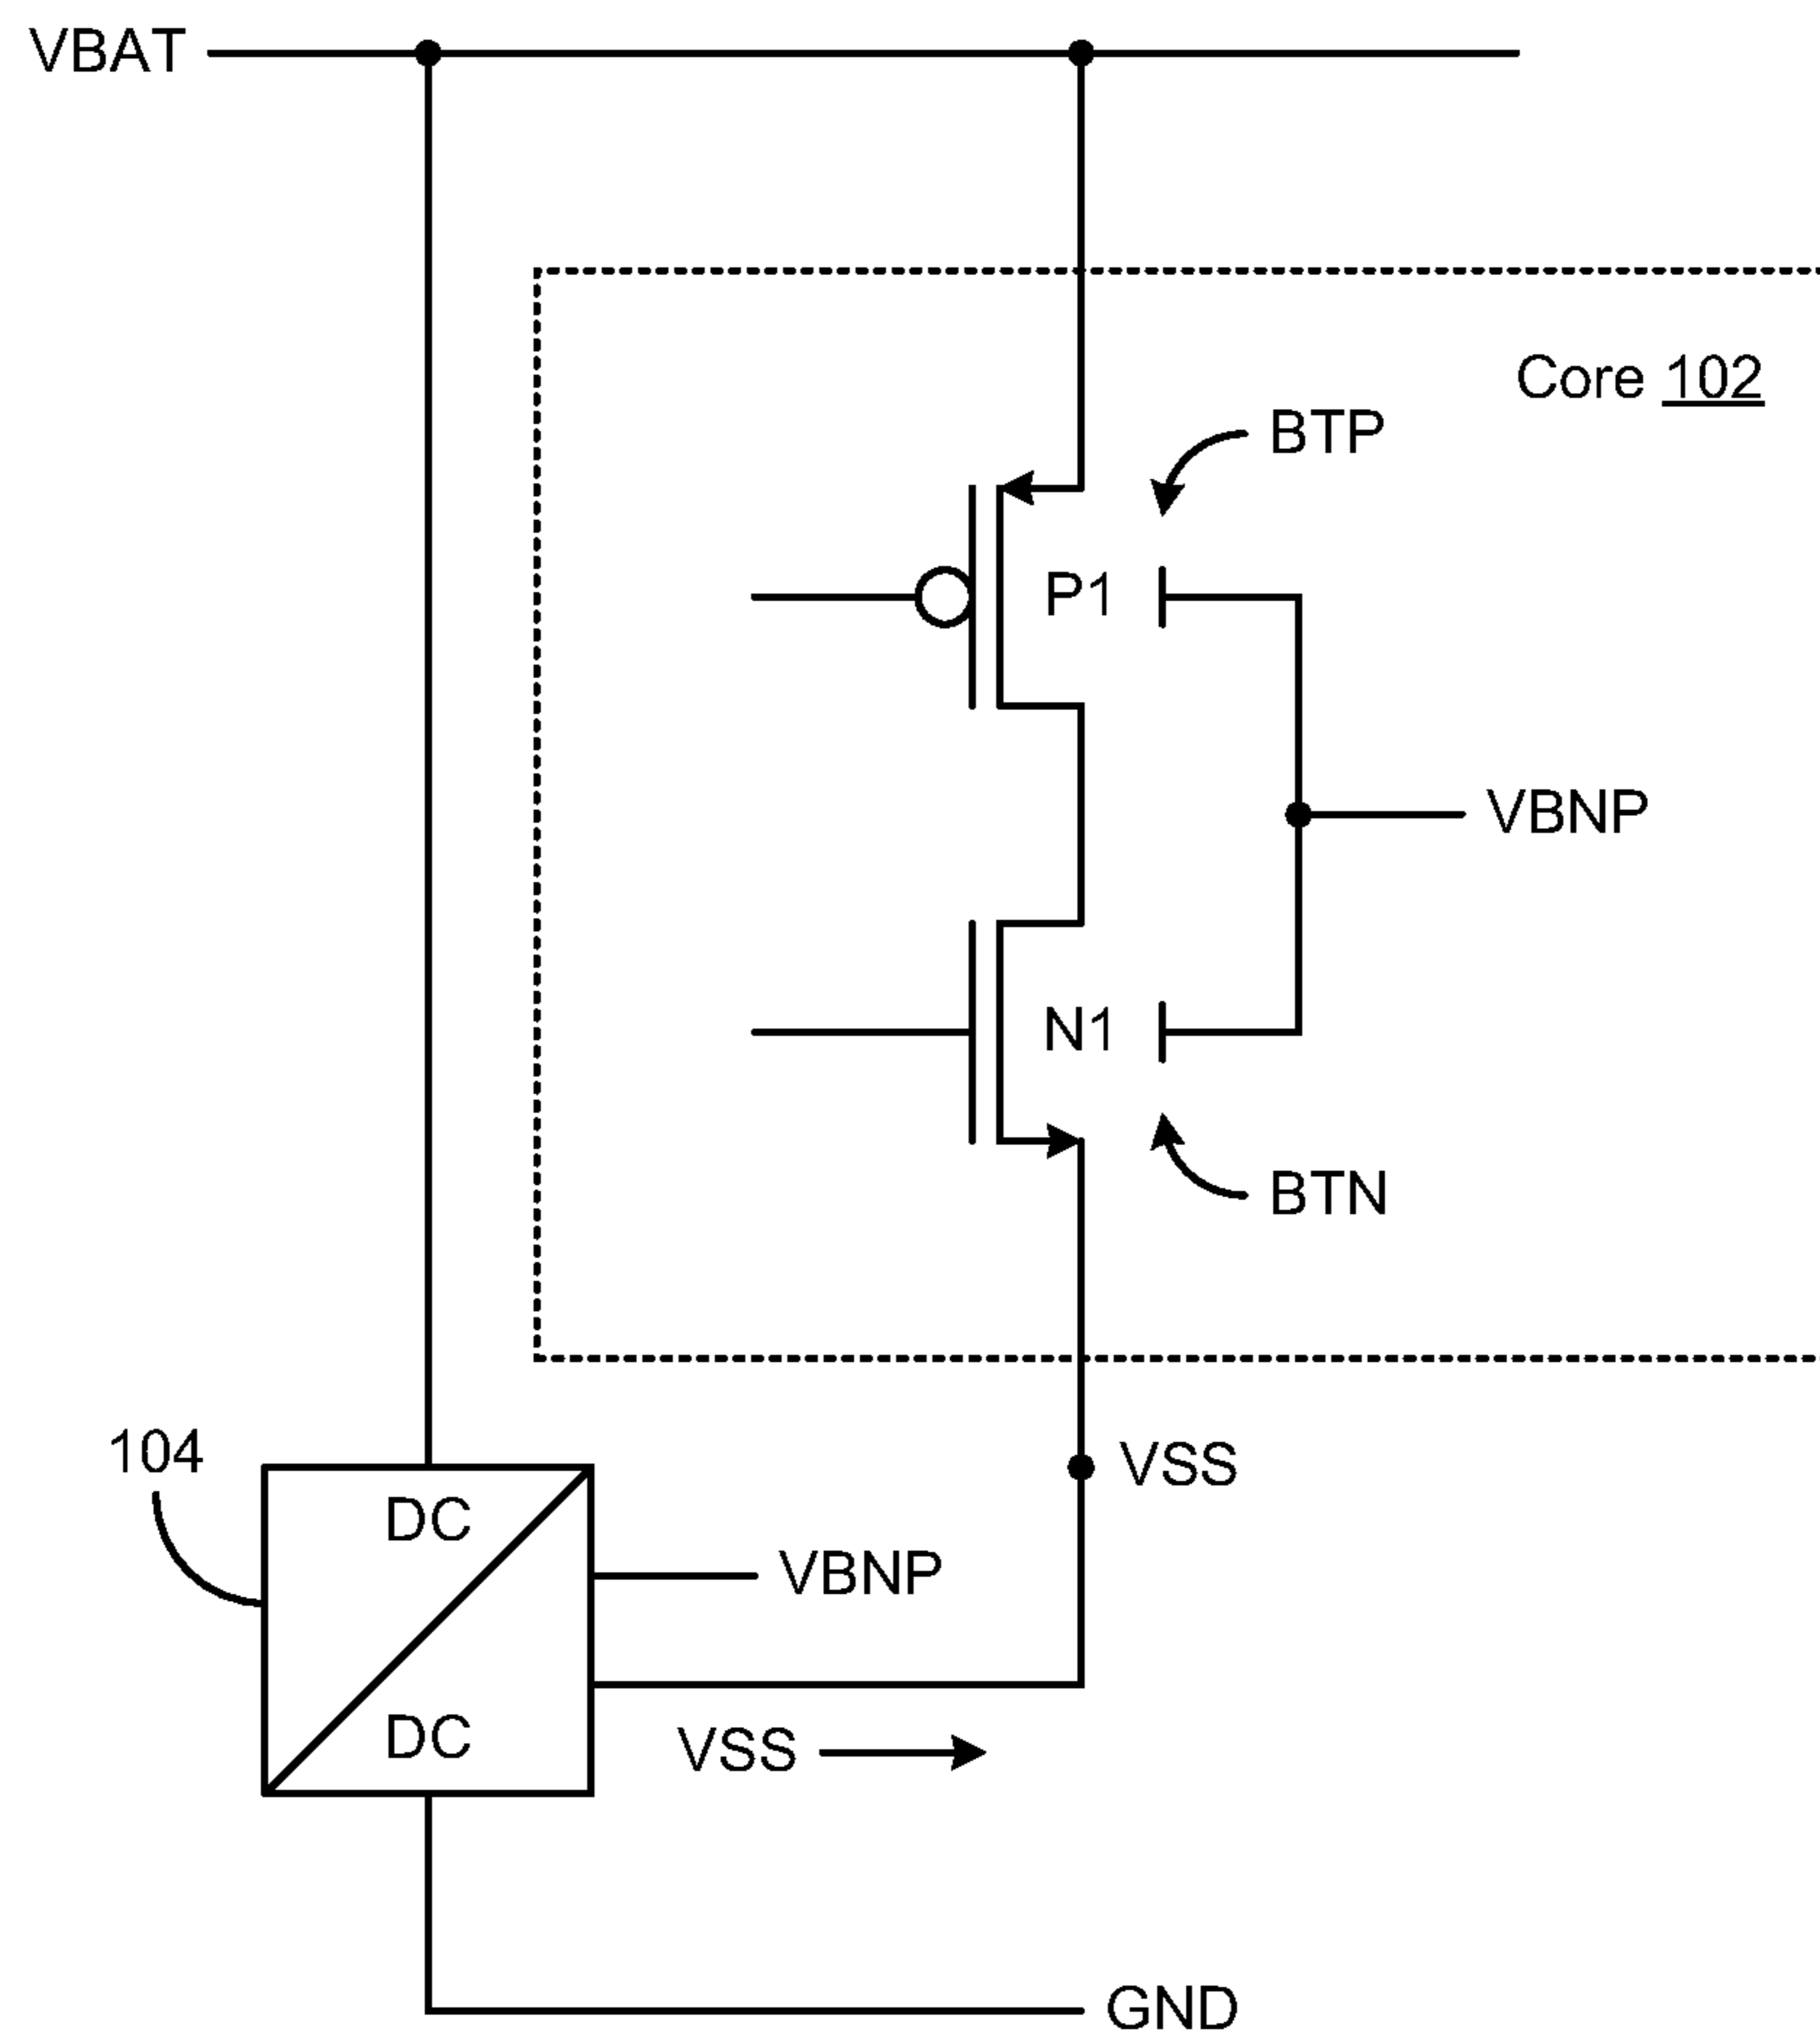 VBAT
Core 102
BTP
P1
VBNP
N1
BTN
104
VSS
DC
VBNP
DC
VSS
GND